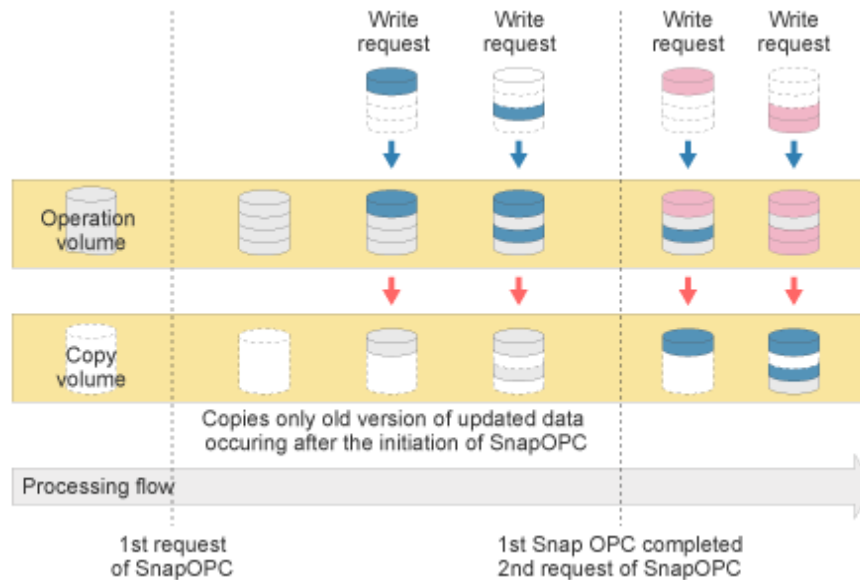 Write
request
Write
request
Write
request
Write
request
Operation
volume
Copy
volume
Copies only old version of updated data
occuring after the initiation of SnapOPC
Processing flow
1st request
of SnapOPC
1st Snap OPC completed
2nd request of SnapOPC